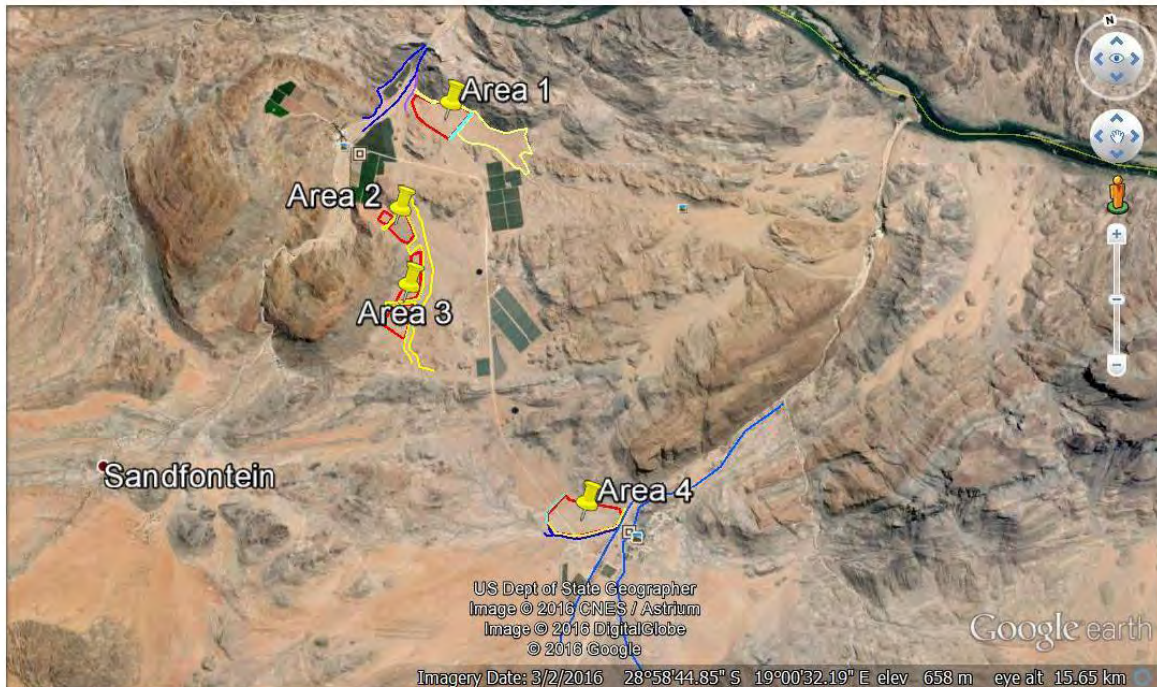 N
Area 1
Area 2
Area 3
Sandfontein
Area 4
US Dept of State Geographer
Image © 2016 CNES / Astrium
Image © 2016 DigitalGlobe
© 2016 Google
Google earth
Imagery Date: 3/2/2016 28°58'44.85" S 19°00'32.19" E elev 658 m eye alt 15.65 km